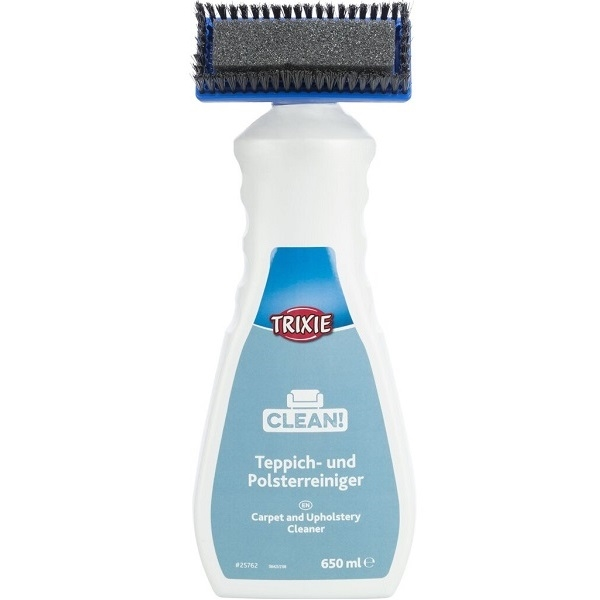 TRIXIE
CLEAN!
Teppich- und
Polsterreiniger
EN
Carpet and Upholstery
Cleaner
#25762
650 ml e